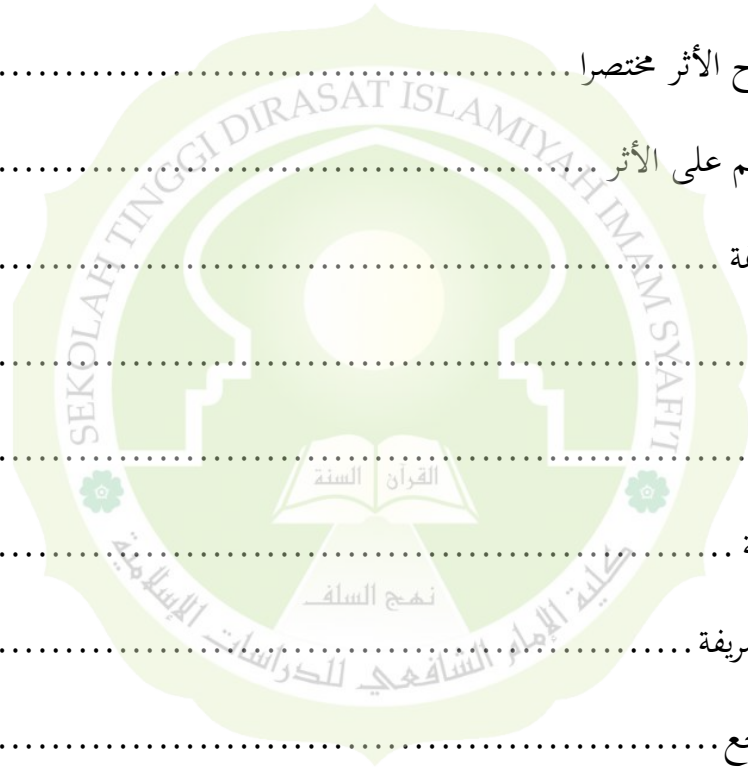 ح الأثر مختصرا ........................................
م على الأثر ........................................
ة ........................................
........................................
........................................
ة ........................................
ريفة ........................................
ع ........................................
SEKOLAH TINGGI DIRASAT ISLAMIYAH IMAM SYAFI'I
القرآن السنة
نهج السلف
كلية الإمام الشافعي للدراسات الإسلامية